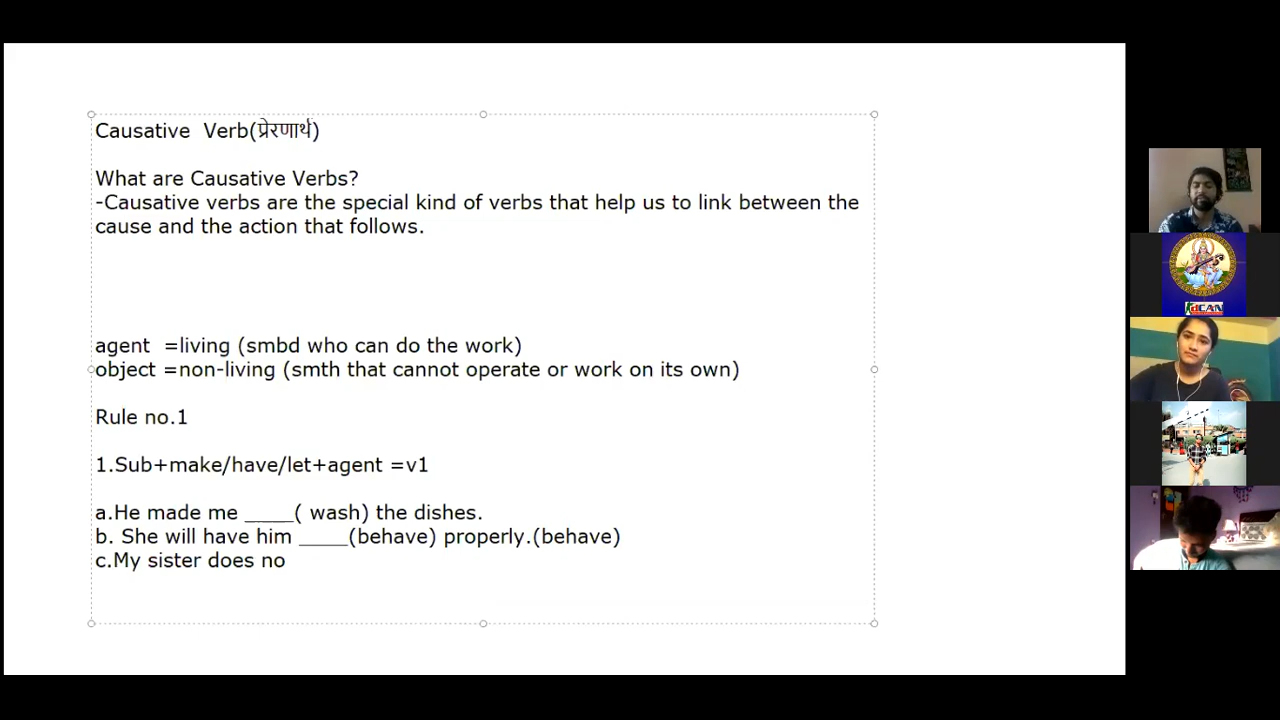 Causative Verb(प्रेरणार्थ)
What are Causative Verbs?
-Causative verbs are the special kind of verbs that help us to link between the
cause and the action that follows.
agent =living (smbd who can do the work)
object =non-living (smth that cannot operate or work on its own)
Rule no.1
1.Sub+make/have/let+agent =v1
a.He made me _____( wash) the dishes.
b. She will have him _____(behave) properly.(behave)
c.My sister does no